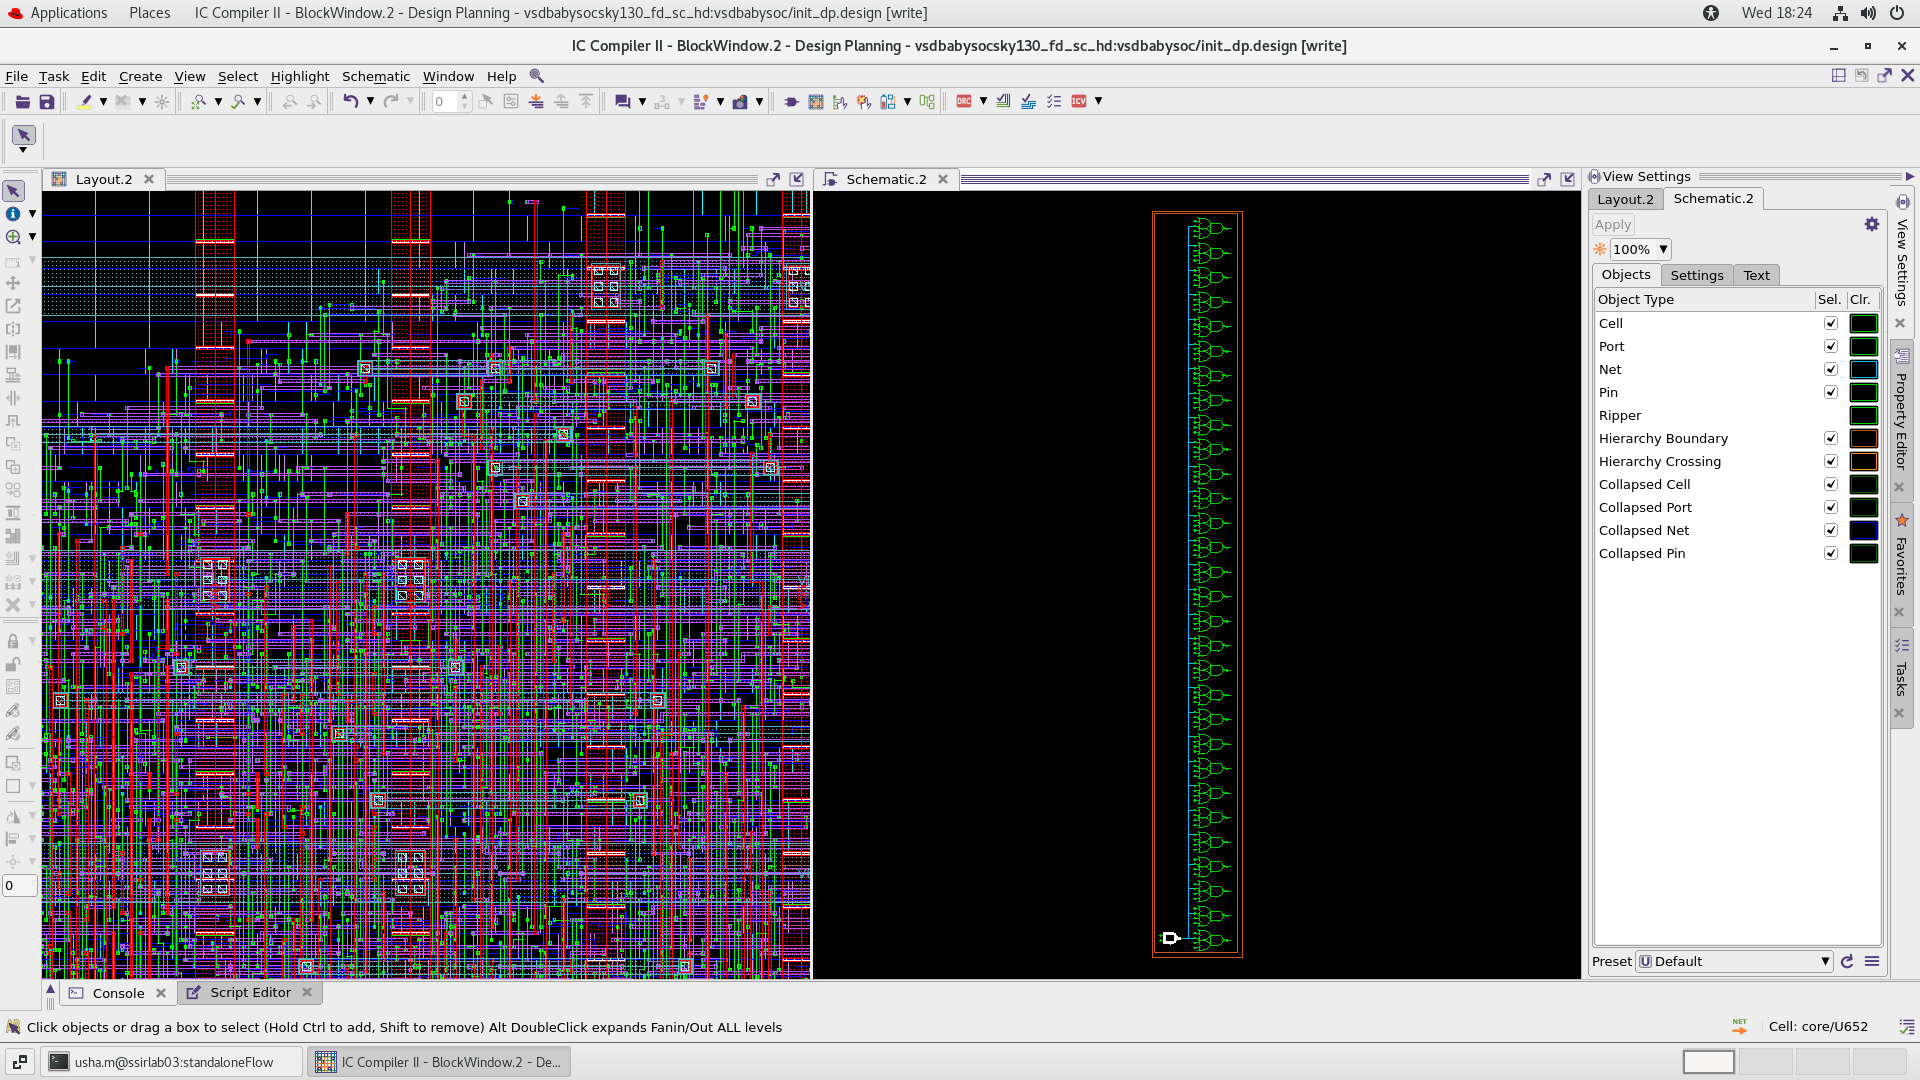 Applications Places IC Compiler II - BlockWindow.2 - Design Planning - vsdbabysocsky130_fd_sc_hd:vsdbabysoc/init_dp.design [write] Wed 18:24
IC Compiler II - BlockWindow.2 - Design Planning - vsdbabysocsky130_fd_sc_hd:vsdbabysoc/init_dp.design [write]
File Task Edit Create View Select Highlight Schematic Window Help
0 DRC ICV
Layout.2 Schematic.2 View Settings
Layout.2 Schematic.2
Apply
100%
Objects Settings Text
Object Type Sel. Clr.
Cell
Port
Net
Pin
Ripper
Hierarchy Boundary
Hierarchy Crossing
Collapsed Cell
Collapsed Port
Collapsed Net
Collapsed Pin
View Settings
Property Editor
Favorites
Tasks
0
Preset Default
Console Script Editor
Click objects or drag a box to select (Hold Ctrl to add, Shift to remove) Alt DoubleClick expands Fanin/Out ALL levels NET Cell: core/U652
usha.m@ssirlab03:standaloneFlow IC Compiler II - BlockWindow.2 - De...